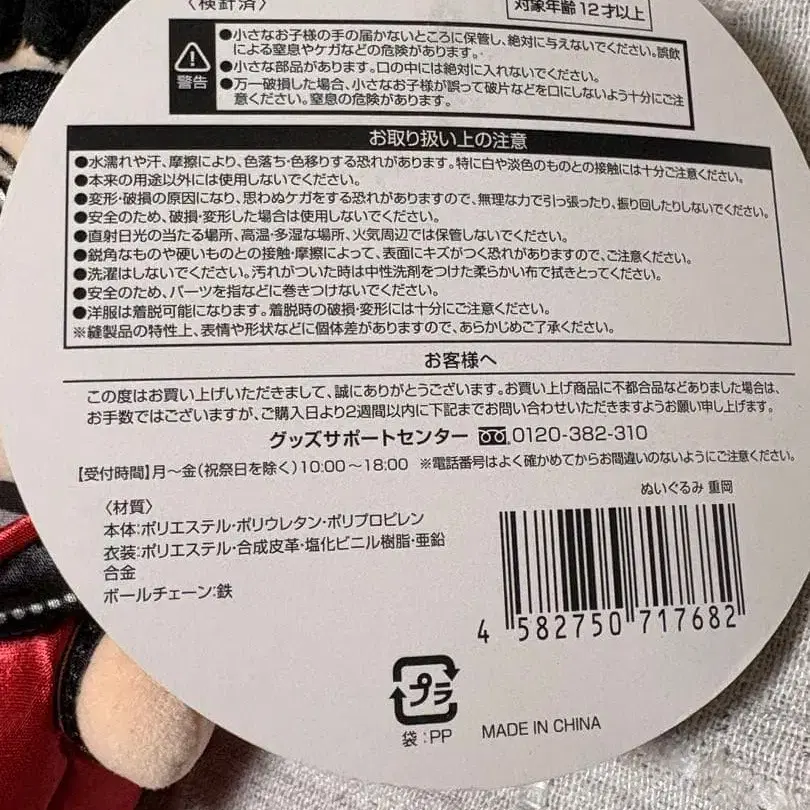 〈検針済〉
対象年齢12才以上
警告
●小さなお子様の手の届かないところに保管し、絶対に与えないでください。誤飲
による窒息やケガなどの危険があります。
●小さな部品があります。口の中には絶対に入れないでください。
●万一破損した場合、小さなお子様が誤って破片などを口にしないよう十分にご注
意ください。窒息の危険があります。
お取り扱い上の注意
●水濡れや汗、摩擦により、色落ち・色移りする恐れがあります。特に白や淡色のものとの接触には十分ご注意ください。
●本来の用途以外には使用しないでください。
●変形・破損の原因になり、思わぬケガをする恐れがありますので、無理な力で引っ張ったり、振り回したりしないでください。
●安全のため、破損・変形した場合は使用しないでください。
●直射日光の当たる場所、高温・多湿な場所、火気周辺では保管しないでください。
●鋭角なものや硬いものとの接触・摩擦によって、表面にキズがつく恐れがありますので、ご注意ください。
●洗濯はしないでください。汚れがついた時は中性洗剤をつけた柔らかい布で拭きとってください。
●安全のため、パーツを指などに巻きつけないでください。
●洋服は着脱可能になります。着脱時の破損・変形には十分にご注意ください。
※縫製品の特性上、表情や形状などに個体差がありますので、あらかじめご了承ください。
お客様へ
この度はお買い上げいただきまして、誠にありがとうございます。お買い上げ商品に不都合品などありました場合は、
お手数ではございますが、ご購入日より2週間以内に下記までお問い合わせいただきますようお願い申し上げます。
グッズサポートセンター 0120-382-310
【受付時間】月～金(祝祭日を除く)10:00～18:00 ※電話番号はよく確かめてからお間違いのないようにご注意ください。
ぬいぐるみ 重岡
〈材質〉
本体:ポリエステル・ポリウレタン・ポリプロピレン
衣装:ポリエステル・合成皮革・塩化ビニル樹脂・亜鉛
合金
ボールチェーン:鉄
4 582750 717682
プラ
袋:PP
MADE IN CHINA